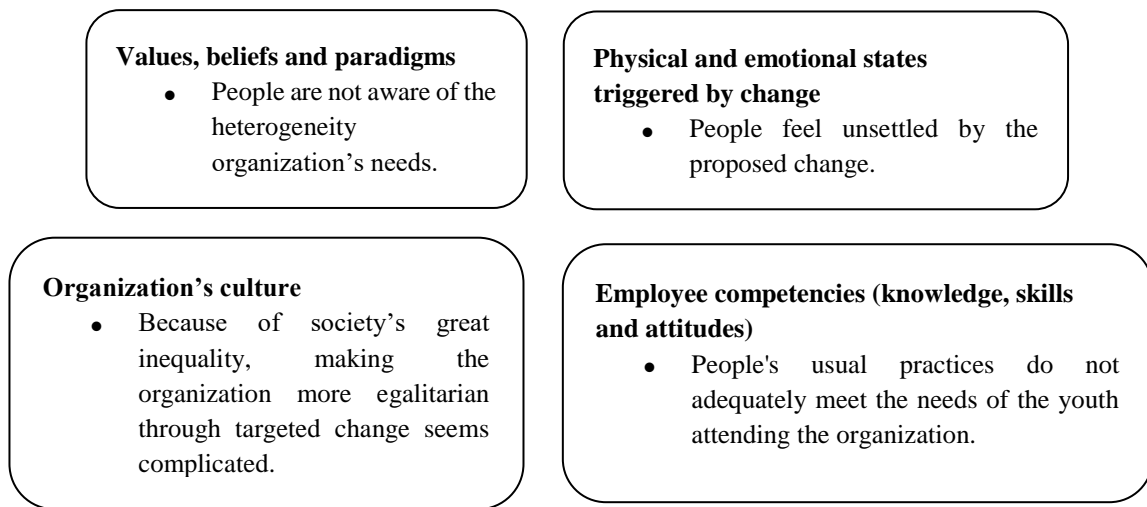 Values, beliefs and paradigms
● People are not aware of the
heterogeneity
organization’s needs.
Physical and emotional states
triggered by change
● People feel unsettled by the
proposed change.
Organization’s culture
● Because of society’s great
inequality, making the
organization more egalitarian
through targeted change seems
complicated.
Employee competencies (knowledge, skills
and attitudes)
● People's usual practices do not
adequately meet the needs of the youth
attending the organization.